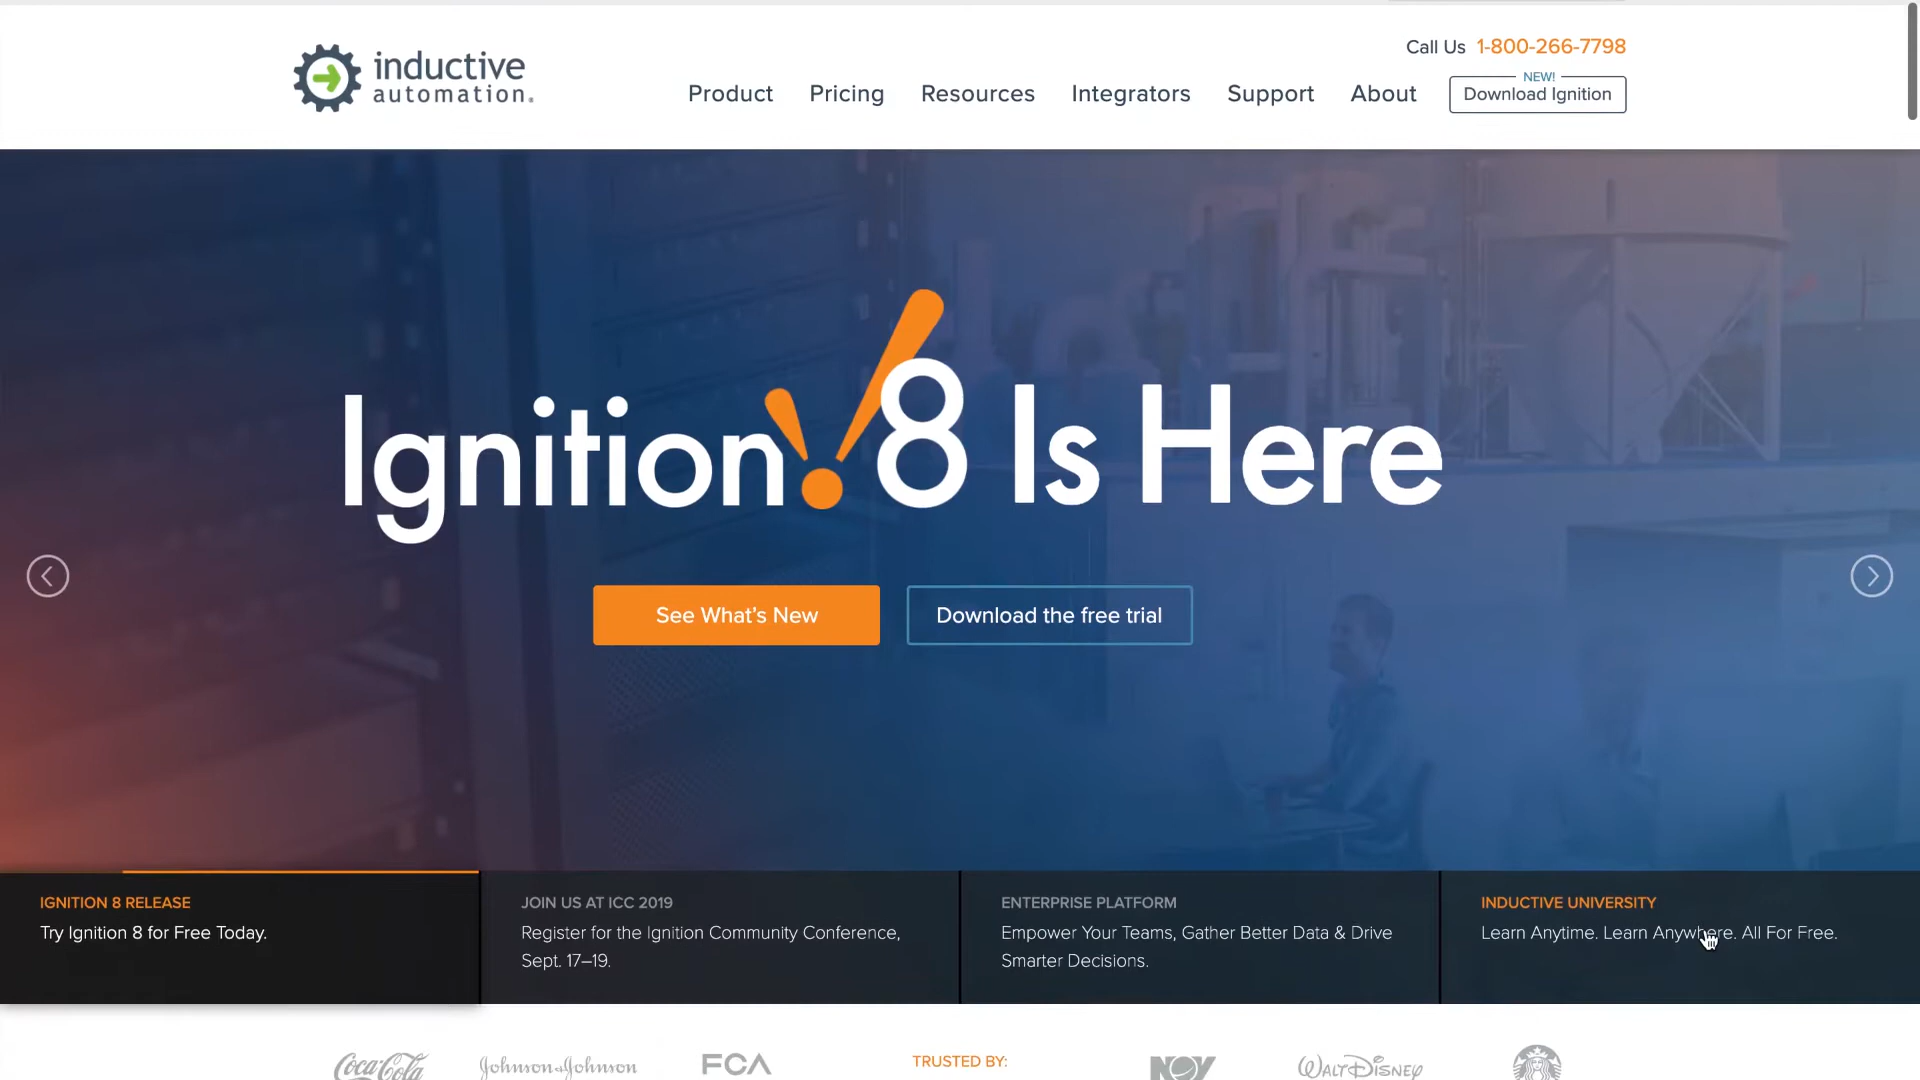 inductive
automation.
Call Us 1-800-266-7798
Product Pricing Resources Integrators Support About
NEW!
Download Ignition
Ignition! 8 Is Here
See What's New
Download the free trial
IGNITION 8 RELEASE
Try Ignition 8 for Free Today.
JOIN US AT ICC 2019
Register for the Ignition Community Conference,
Sept. 17–19.
ENTERPRISE PLATFORM
Empower Your Teams, Gather Better Data & Drive
Smarter Decisions.
INDUCTIVE UNIVERSITY
Learn Anytime. Learn Anywhere. All For Free.
Coca-Cola Johnson & Johnson FCA TRUSTED BY: NOV WALT DISNEY